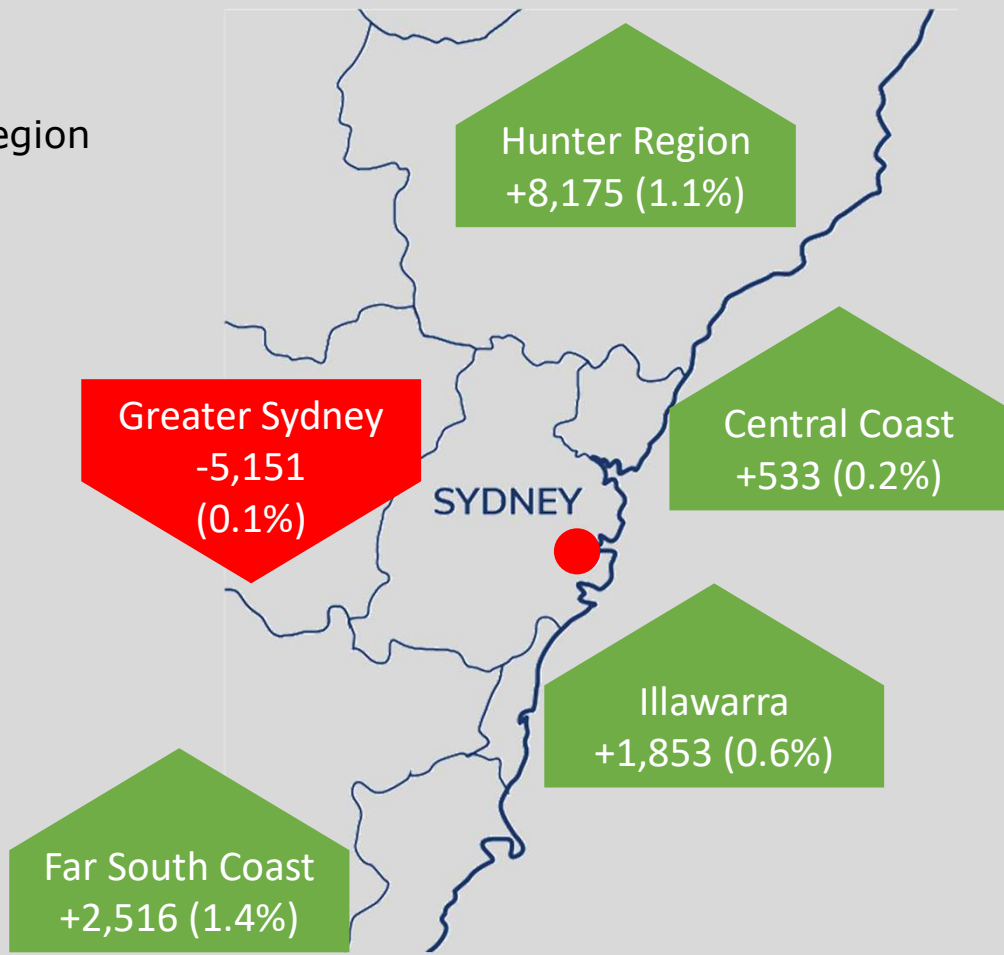 egion
Hunter Region
+8,175 (1.1%)
Greater Sydney
-5,151
(0.1%)
Central Coast
+533 (0.2%)
SYDNEY
Illawarra
+1,853 (0.6%)
Far South Coast
+2,516 (1.4%)